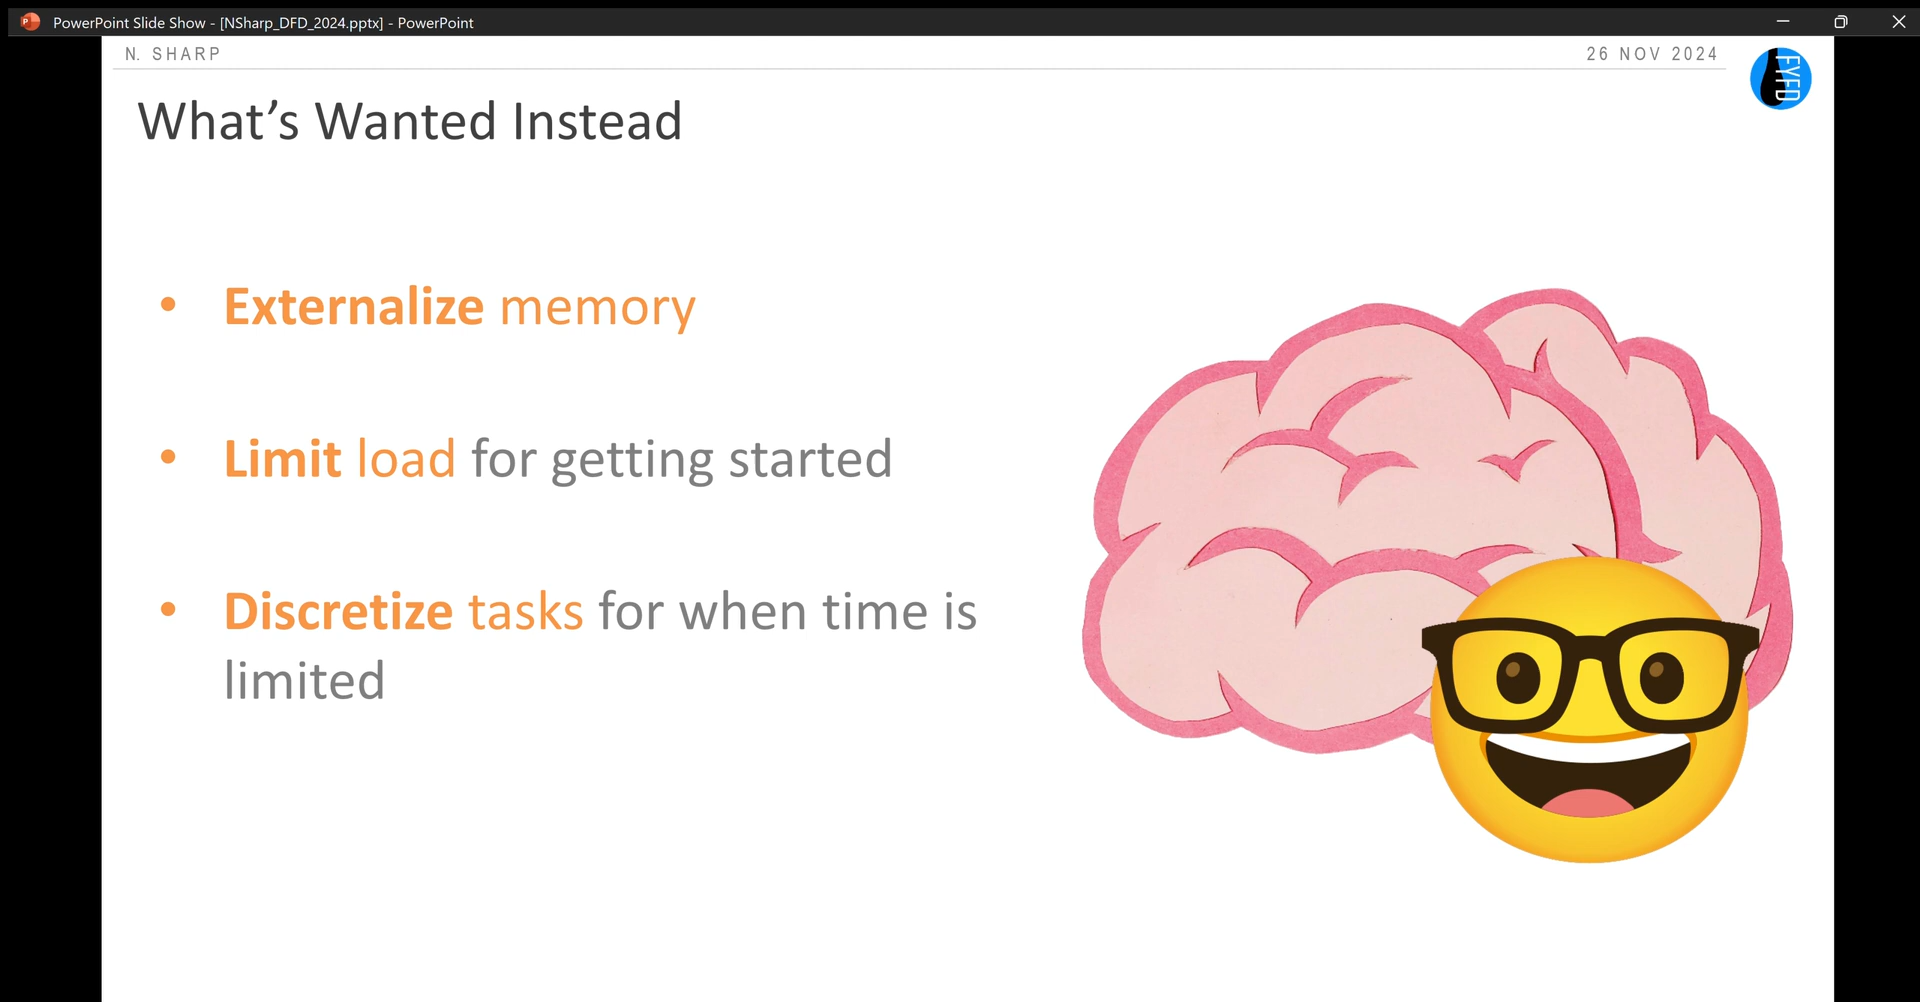 PowerPoint Slide Show - [NSharp_DFD_2024.pptx] - PowerPoint
N. SHARP
26 NOV 2024
FYFD
What’s Wanted Instead
• Externalize memory
• Limit load for getting started
• Discretize tasks for when time is
limited